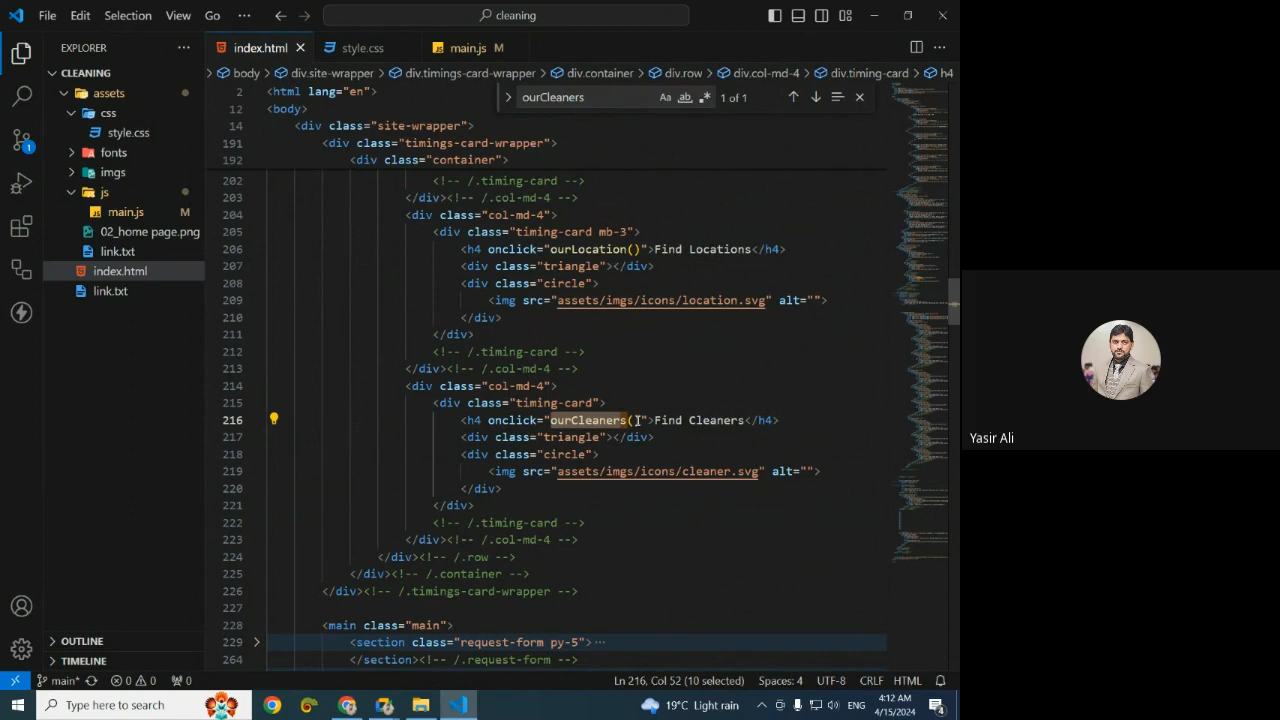 File Edit Selection View Go ··· cleaning
EXPLORER ···
index.html
style.css
main.js M
CLEANING
assets
css
style.css
fonts
imgs
js
main.js M
02_home page.png
link.txt
index.html
link.txt
OUTLINE
TIMELINE
body > div.site-wrapper > div.timings-card-wrapper > div.container > div.row > div.col-md-4 > div.timing-card > h4
ourCleaners Aa ab .* 1 of 1
2 <html lang="en">
12 <body>
14 <div class="site-wrapper">
191 <div class="timings-card-wrapper">
192 <div class="container">
202 <!-- /.timing-card -->
203 </div><!-- /.col-md-4 -->
204 <div class="col-md-4">
205 <div class="timing-card mb-3">
206 <h4 onclick="ourLocation()">Find Locations</h4>
207 <div class="triangle"></div>
208 <div class="circle">
209 <img src="assets/imgs/icons/location.svg" alt="">
210 </div>
211 </div>
212 <!-- /.timing-card -->
213 </div><!-- /.col-md-4 -->
214 <div class="col-md-4">
215 <div class="timing-card">
216 <h4 onclick="ourCleaners()">Find Cleaners</h4>
217 <div class="triangle"></div>
218 <div class="circle">
219 <img src="assets/imgs/icons/cleaner.svg" alt="">
220 </div>
221 </div>
222 <!-- /.timing-card -->
223 </div><!-- /.col-md-4 -->
224 </div><!-- /.row -->
225 </div><!-- /.container -->
226 </div><!-- /.timings-card-wrapper -->
227
228 <main class="main">
229 <section class="request-form py-5">···
264 </section><!-- /.request-form -->
Yasir Ali
main* 0 0 0 Ln 216, Col 52 (10 selected) Spaces: 4 UTF-8 CRLF HTML
Type here to search 19°C Light rain ENG 4:12 AM
4/15/2024 4